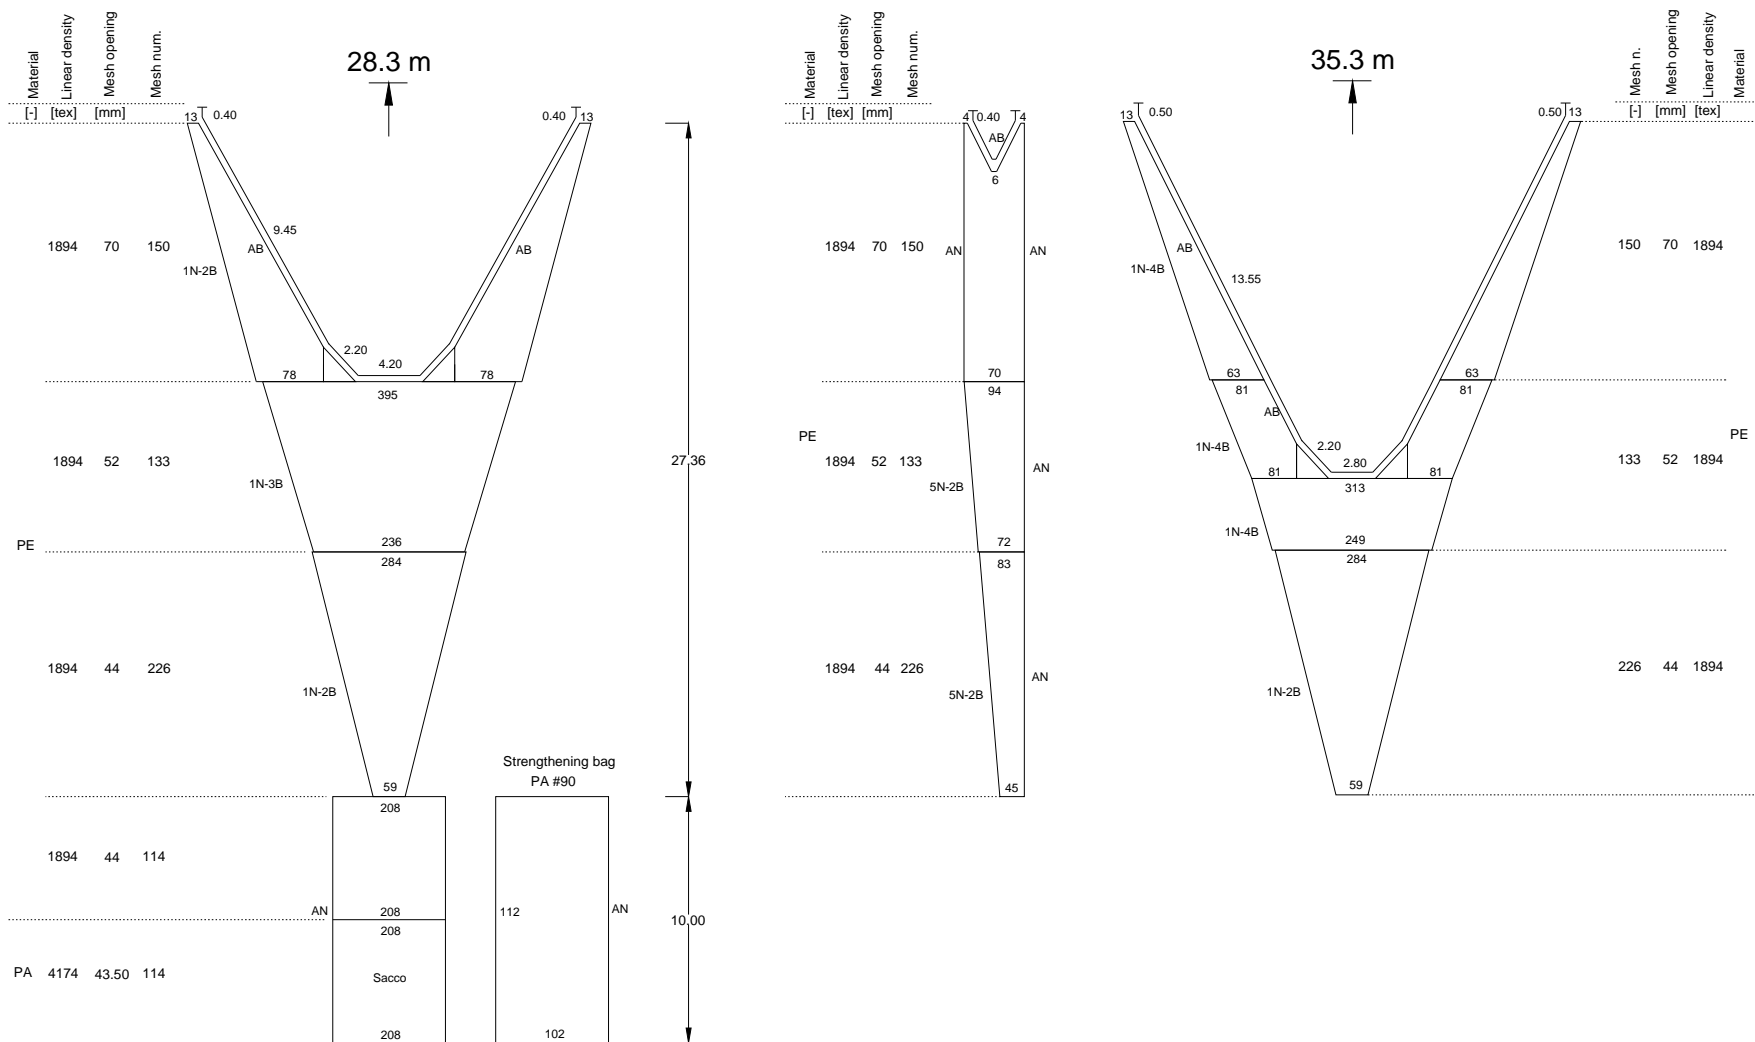 Material
Linear density
Mesh opening
Mesh num.
[-] [tex] [mm]
28.3 m
13 0.40 0.40 13
9.45
AB AB
1894 70 150
1N-2B
2.20
4.20
78 78
395
1894 52 133
1N-3B
236
284
PE
1894 44 226
1N-2B
59
208
1894 44 114
AN 208
208
PA 4174 43.50 114
Sacco
208
Strengthening bag
PA #90
112 AN
102
27.36
10.00
Material
Linear density
Mesh opening
Mesh num.
[-] [tex] [mm]
4 0.40 4
AB
6
1894 70 150 AN AN
70
94
PE
1894 52 133 AN
5N-2B
72
83
1894 44 226 AN
5N-2B
45
35.3 m
Mesh n.
Mesh opening
Linear density
Material
[-] [mm] [tex]
13 0.50 0.50 13
AB
1N-4B
13.55
150 70 1894
63 63
81 81
AB
1N-4B
2.20
2.80
81 81
313
PE
133 52 1894
1N-4B
249
284
226 44 1894
1N-2B
59